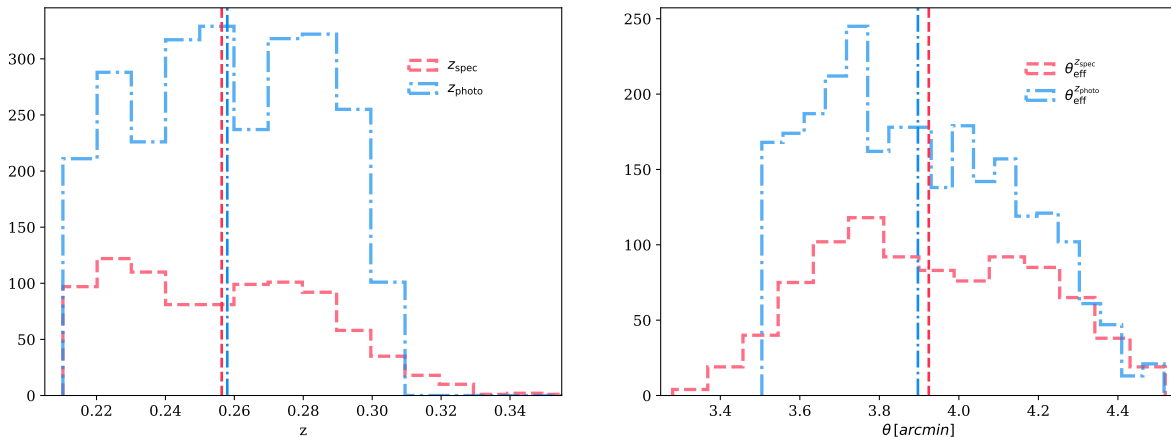 300
250
200
150
100
50
0
0.22 0.24 0.26 0.28 0.30 0.32 0.34
z
z_spec
z_photo
250
200
150
100
50
0
3.4 3.6 3.8 4.0 4.2 4.4
θ [arcmin]
θ_eff^{z_spec}
θ_eff^{z_photo}